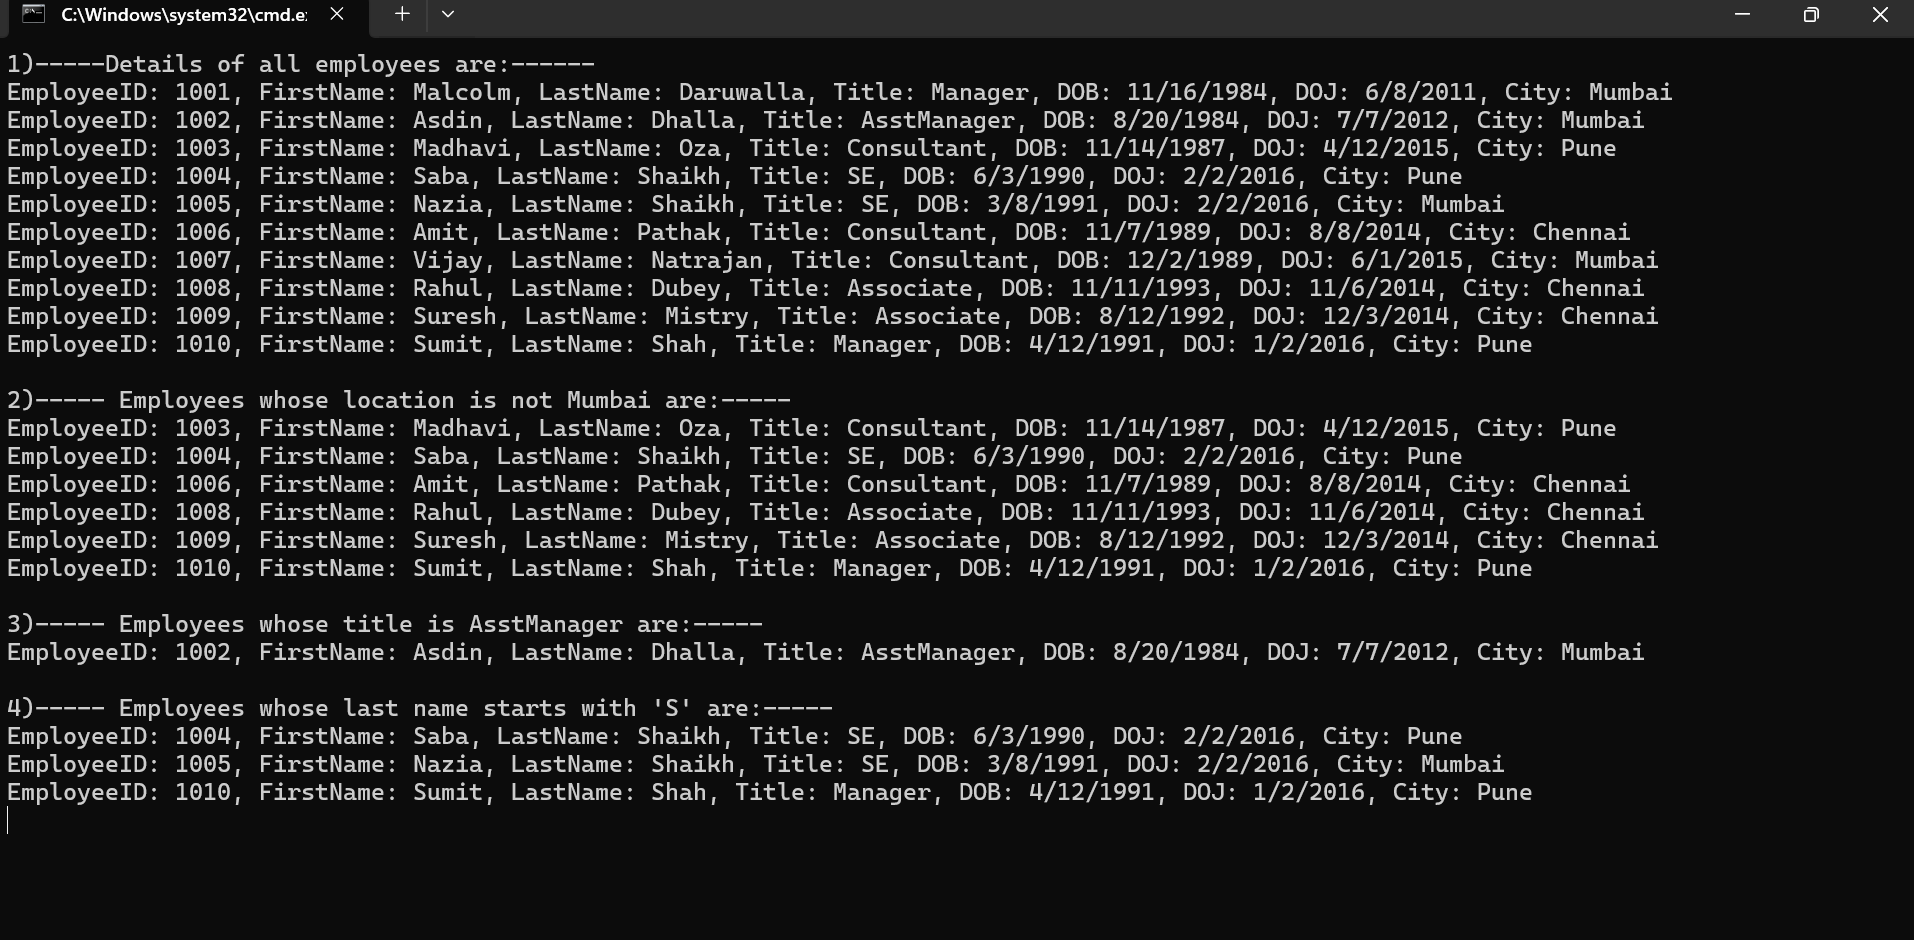 C:\Windows\system32\cmd.e
1)-----Details of all employees are:------
EmployeeID: 1001, FirstName: Malcolm, LastName: Daruwalla, Title: Manager, DOB: 11/16/1984, DOJ: 6/8/2011, City: Mumbai
EmployeeID: 1002, FirstName: Asdin, LastName: Dhalla, Title: AsstManager, DOB: 8/20/1984, DOJ: 7/7/2012, City: Mumbai
EmployeeID: 1003, FirstName: Madhavi, LastName: Oza, Title: Consultant, DOB: 11/14/1987, DOJ: 4/12/2015, City: Pune
EmployeeID: 1004, FirstName: Saba, LastName: Shaikh, Title: SE, DOB: 6/3/1990, DOJ: 2/2/2016, City: Pune
EmployeeID: 1005, FirstName: Nazia, LastName: Shaikh, Title: SE, DOB: 3/8/1991, DOJ: 2/2/2016, City: Mumbai
EmployeeID: 1006, FirstName: Amit, LastName: Pathak, Title: Consultant, DOB: 11/7/1989, DOJ: 8/8/2014, City: Chennai
EmployeeID: 1007, FirstName: Vijay, LastName: Natrajan, Title: Consultant, DOB: 12/2/1989, DOJ: 6/1/2015, City: Mumbai
EmployeeID: 1008, FirstName: Rahul, LastName: Dubey, Title: Associate, DOB: 11/11/1993, DOJ: 11/6/2014, City: Chennai
EmployeeID: 1009, FirstName: Suresh, LastName: Mistry, Title: Associate, DOB: 8/12/1992, DOJ: 12/3/2014, City: Chennai
EmployeeID: 1010, FirstName: Sumit, LastName: Shah, Title: Manager, DOB: 4/12/1991, DOJ: 1/2/2016, City: Pune
2)----- Employees whose location is not Mumbai are:-----
EmployeeID: 1003, FirstName: Madhavi, LastName: Oza, Title: Consultant, DOB: 11/14/1987, DOJ: 4/12/2015, City: Pune
EmployeeID: 1004, FirstName: Saba, LastName: Shaikh, Title: SE, DOB: 6/3/1990, DOJ: 2/2/2016, City: Pune
EmployeeID: 1006, FirstName: Amit, LastName: Pathak, Title: Consultant, DOB: 11/7/1989, DOJ: 8/8/2014, City: Chennai
EmployeeID: 1008, FirstName: Rahul, LastName: Dubey, Title: Associate, DOB: 11/11/1993, DOJ: 11/6/2014, City: Chennai
EmployeeID: 1009, FirstName: Suresh, LastName: Mistry, Title: Associate, DOB: 8/12/1992, DOJ: 12/3/2014, City: Chennai
EmployeeID: 1010, FirstName: Sumit, LastName: Shah, Title: Manager, DOB: 4/12/1991, DOJ: 1/2/2016, City: Pune
3)----- Employees whose title is AsstManager are:-----
EmployeeID: 1002, FirstName: Asdin, LastName: Dhalla, Title: AsstManager, DOB: 8/20/1984, DOJ: 7/7/2012, City: Mumbai
4)----- Employees whose last name starts with 'S' are:-----
EmployeeID: 1004, FirstName: Saba, LastName: Shaikh, Title: SE, DOB: 6/3/1990, DOJ: 2/2/2016, City: Pune
EmployeeID: 1005, FirstName: Nazia, LastName: Shaikh, Title: SE, DOB: 3/8/1991, DOJ: 2/2/2016, City: Mumbai
EmployeeID: 1010, FirstName: Sumit, LastName: Shah, Title: Manager, DOB: 4/12/1991, DOJ: 1/2/2016, City: Pune